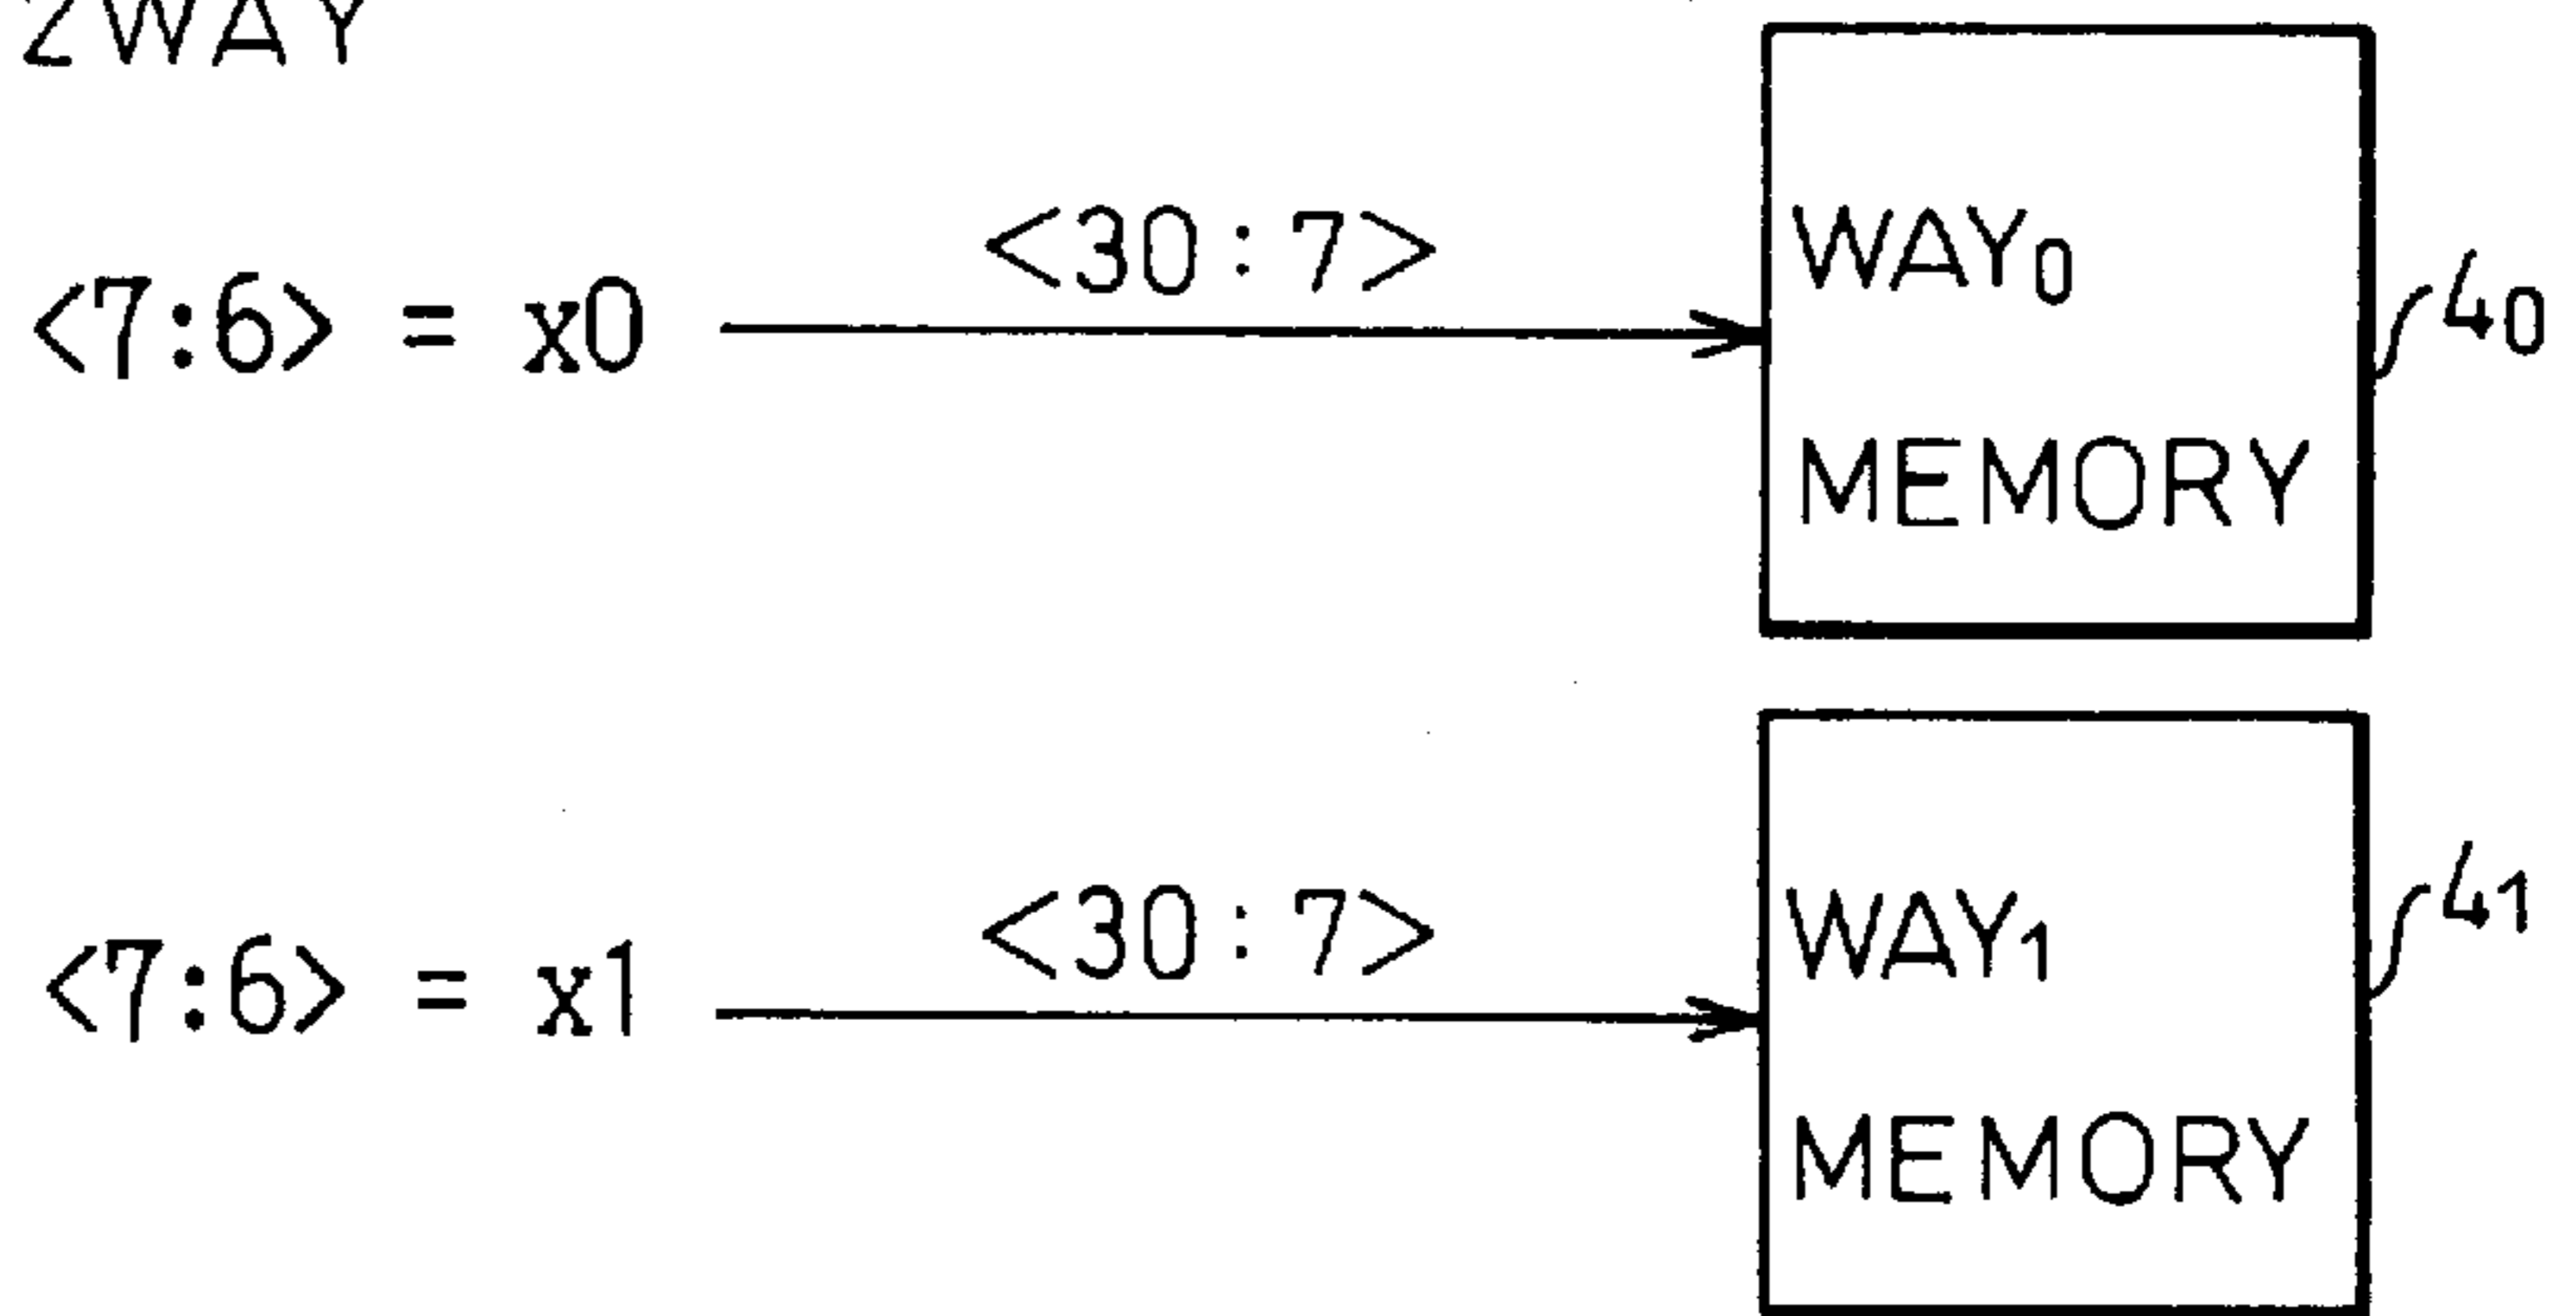 2WAY
<30:7>
WAY0
<7:6> = x0
40
MEMORY
<30:7>
WAY1
41
<7:6> = x1
MEMORY